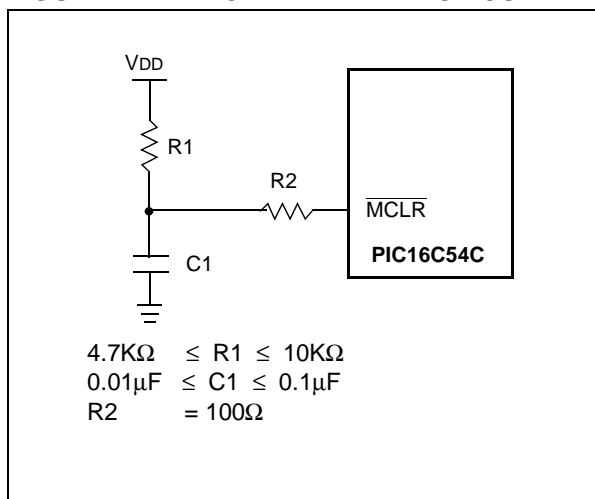 VDD
R1
R2
MCLR
PIC16C54C
C1
4.7KΩ ≤ R1 ≤ 10KΩ
0.01μF ≤ C1 ≤ 0.1μF
R2 = 100Ω